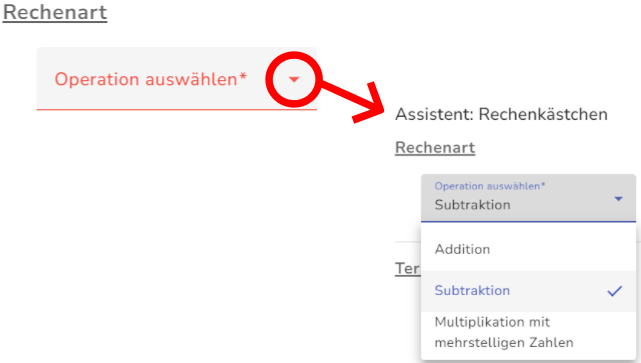 Rechenart
Operation auswählen*
Assistent: Rechenkästchen
Rechenart
Operation auswählen*
Subtraktion
Addition
Ter
Subtraktion
Multiplikation mit
mehrstelligen Zahlen